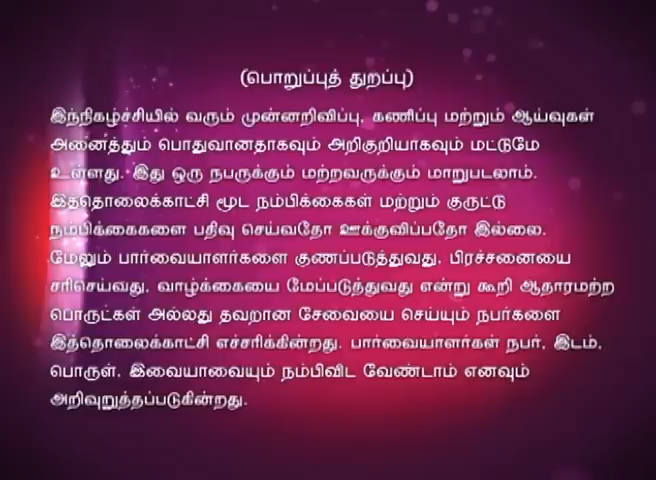 (பொறுப்புத் துறப்பு)
இந்நிகழ்ச்சியில் வரும் முன்னறிவிப்பு, கணிப்பு மற்றும் ஆய்வுகள்
அனைத்தும் பொதுவானதாகவும் அறிகுறியாகவும் மட்டுமே
உள்ளது. இது ஒரு நபருக்கும் மற்றவருக்கும் மாறுபடலாம்.
இத்தொலைக்காட்சி மூட நம்பிக்கைகள் மற்றும் குருட்டு
நம்பிக்கைகளை பதிவு செய்வதோ ஊக்குவிப்பதோ இல்லை.
மேலும் பார்வையாளர்களை குணப்படுத்துவது, பிரச்சனையை
சரிசெய்வது, வாழ்க்கையை மேப்படுத்துவது என்று கூறி ஆதாரமற்ற
பொருட்கள் அல்லது தவறான சேவையை செய்யும் நபர்களை
இத்தொலைக்காட்சி எச்சரிக்கின்றது. பார்வையாளர்கள் நபர், இடம்,
பொருள், இவையாவையும் நம்பிவிட வேண்டாம் எனவும்
அறிவுறுத்தப்படுகின்றது.